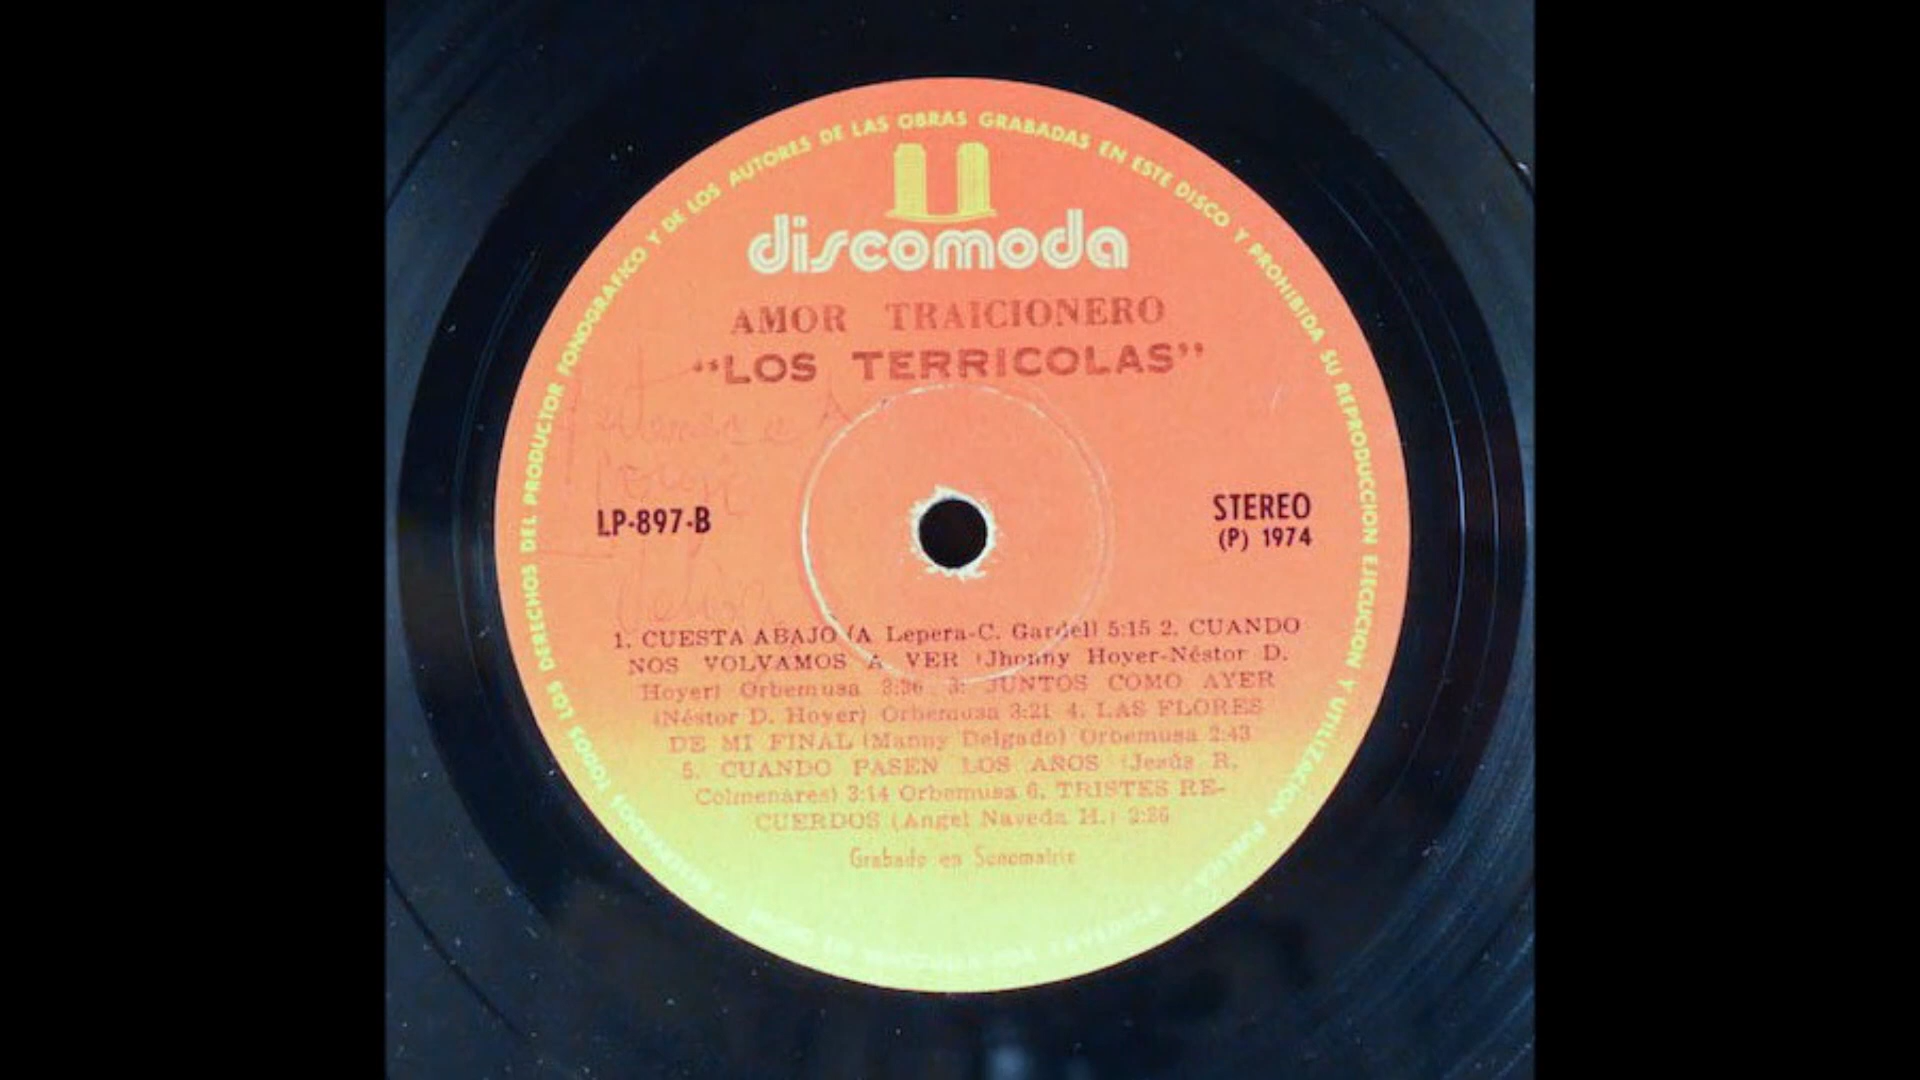 TODOS LOS DERECHOS DEL PRODUCTOR FONOGRAFICO Y DE LOS AUTORES DE LAS OBRAS GRABADAS EN ESTE DISCO Y PROHIBIDA SU REPRODUCCION EJECUCION Y UTILIZACION
discomoda
AMOR TRAICIONERO
“LOS TERRICOLAS”
LP-897-B
STEREO
(P) 1974
1. CUESTA ABAJO (A Lepera-C. Gardel) 5:15 2. CUANDO
NOS VOLVAMOS A VER (Jhonny Hoyer-Néstor D.
Hoyer) Orbemusa 3:36 3: JUNTOS COMO AYER
(Néstor D. Hoyer) Orbemusa 3:21 4. LAS FLORES
DE MI FINAL (Manny Delgado) Orbemusa 2:43
5. CUANDO PASEN LOS AÑOS (Jesús R.
Colmenares) 3:14 Orbemusa 6. TRISTES RE-
CUERDOS (Angel Naveda H.)
Grabado en Sonomatrix